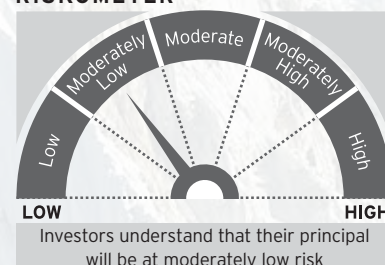 RISKOMETER
Low
Moderately
Low
Moderate
Moderately
High
High
LOW HIGH
Investors understand that their principal
will be at moderately low risk